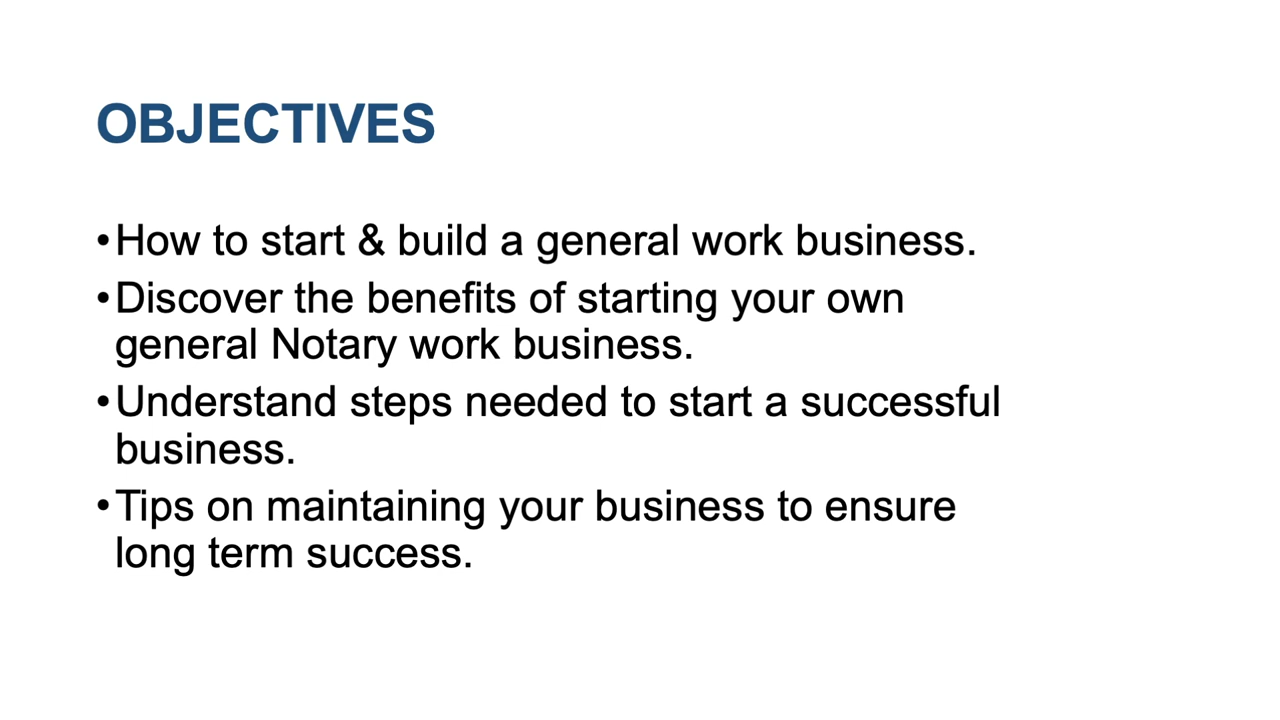 OBJECTIVES
•How to start & build a general work business.
•Discover the benefits of starting your own
general Notary work business.
•Understand steps needed to start a successful
business.
•Tips on maintaining your business to ensure
long term success.